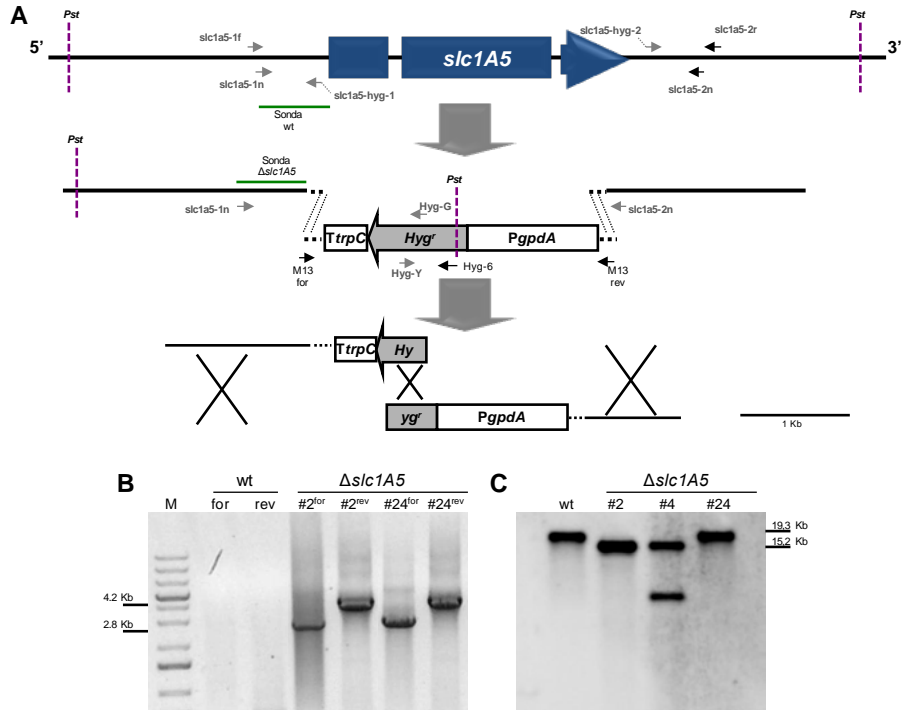 A
Pst
Pst
5'
3'
slc1a5-1f
slc1A5
slc1a5-hyg-2
slc1a5-2r
slc1a5-1n
slc1a5-hyg-1
slc1a5-2n
Sonda
wt
Pst
Sonda
Δslc1A5
Pst
slc1a5-1n
Hyg-G
slc1a5-2n
TtrpC
Hygʳ
PgpdA
M13
for
Hyg-Y
Hyg-6
M13
rev
TtrpC
Hy
ygʳ
PgpdA
1 Kb
B
wt
Δslc1A5
M
for
rev
#2ᶠᵒʳ
#2ʳᵉᵛ
#24ᶠᵒʳ
#24ʳᵉᵛ
4.2 Kb
2.8 Kb
C
Δslc1A5
wt
#2
#4
#24
19,3 Kb
15,2 Kb